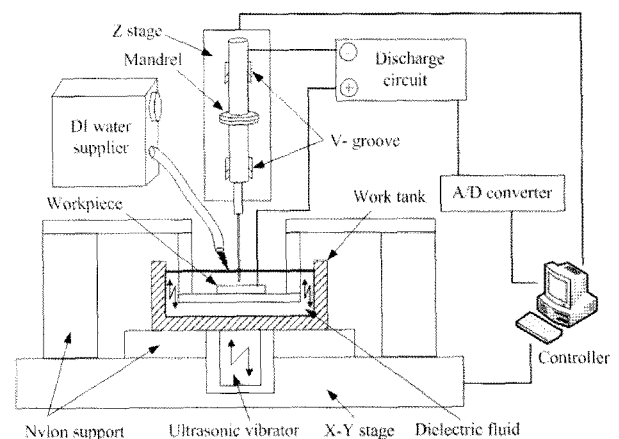 Z stage
Mandrel
Discharge
circuit
DI water
supplier
V- groove
Workpiece
Work tank
A/D converter
Controller
Nylon support
Ultrasonic vibrator
X-Y stage
Dielectric fluid